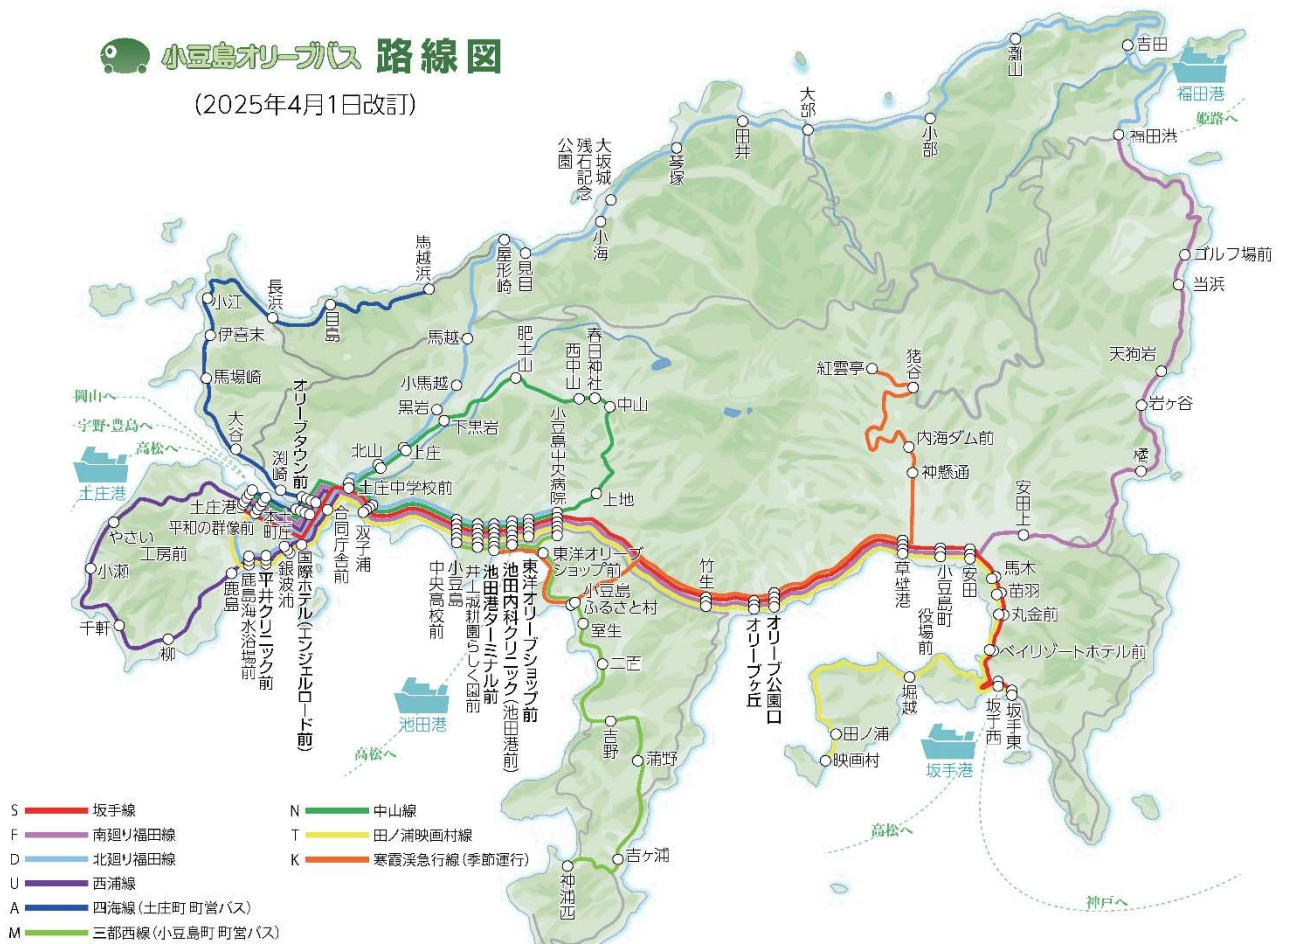 小豆島オリーブバス 路線図
(2025年4月1日改訂)
吉田
福田港
姫路へ
福田港
灘山
小部
大部
田井
琴塚
大坂城
残石記念
公園
小海
見目
屋形崎
馬越浜
目島
長浜
小江
伊喜末
馬場崎
大谷
渕崎
オリーブタウン前
馬越
小馬越
黒岩
下黒岩
上庄
北山
土庄中学校前
肥土山
西中山
春日神社
中山
上地
小豆島中央病院
紅雲亭
猪谷
内海ダム前
神懸通
ゴルフ場前
当浜
天狗岩
岩ヶ谷
橘
安田上
岡山へ
宇野・豊島へ
高松へ
土庄港
土庄港
平和の群像前
土庄
本町
やさい
工房前
小瀬
千軒
柳
鹿島
鹿島海水浴場前
平井クリニック前
銀波浦
国際ホテル(エンジェルロード前)
合同庁舎前
双子浦
小豆島
中央高校前
井上誠耕園らしく園前
池田港ターミナル前
池田内科クリニック(池田港前)
東洋オリーブショップ前
東洋オリーブ
ショップ前
小豆島
ふるさと村
室生
二面
吉野
蒲野
吉ヶ浦
神浦西
竹生
オリーブヶ丘
オリーブ公園口
草壁港
小豆島町
役場前
安田
馬木
苗羽
丸金前
ベイリゾートホテル前
坂手西
坂手東
堀越
田ノ浦
映画村
池田港
高松へ
坂手港
高松へ
神戸へ
S 坂手線
F 南廻り福田線
D 北廻り福田線
U 西浦線
A 四海線(土庄町 町営バス)
M 三都西線(小豆島町 町営バス)
N 中山線
T 田ノ浦映画村線
K 寒霞渓急行線(季節運行)